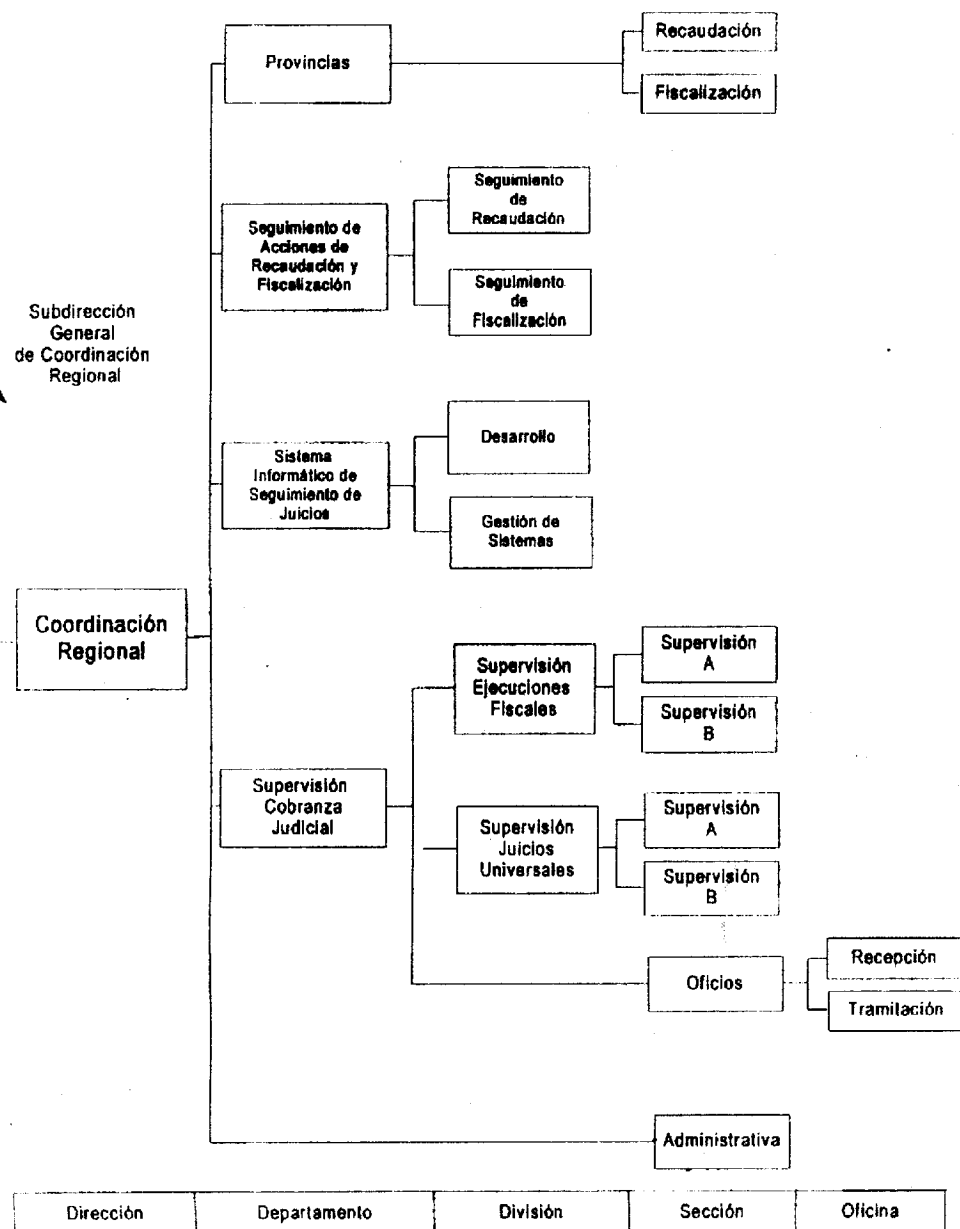 Recaudación
Provincias
Fiscalización
Seguimiento
de
Recaudación
Seguimiento de
Acciones de
Recaudación y
Fiscalización
Seguimiento
de
Fiscalización
Subdirección
General
de Coordinación
Regional
Desarrollo
Sistema
Informático de
Seguimiento de
Juicios
Gestión de
Sistemas
Coordinación
Regional
Supervisión
Ejecuciones
Fiscales
Supervisión
A
Supervisión
B
Supervisión
Cobranza
Judicial
Supervisión
Juicios
Universales
Supervisión
A
Supervisión
B
Oficios
Recepción
Tramitación
Administrativa
Dirección
Departamento
División
Sección
Oficina